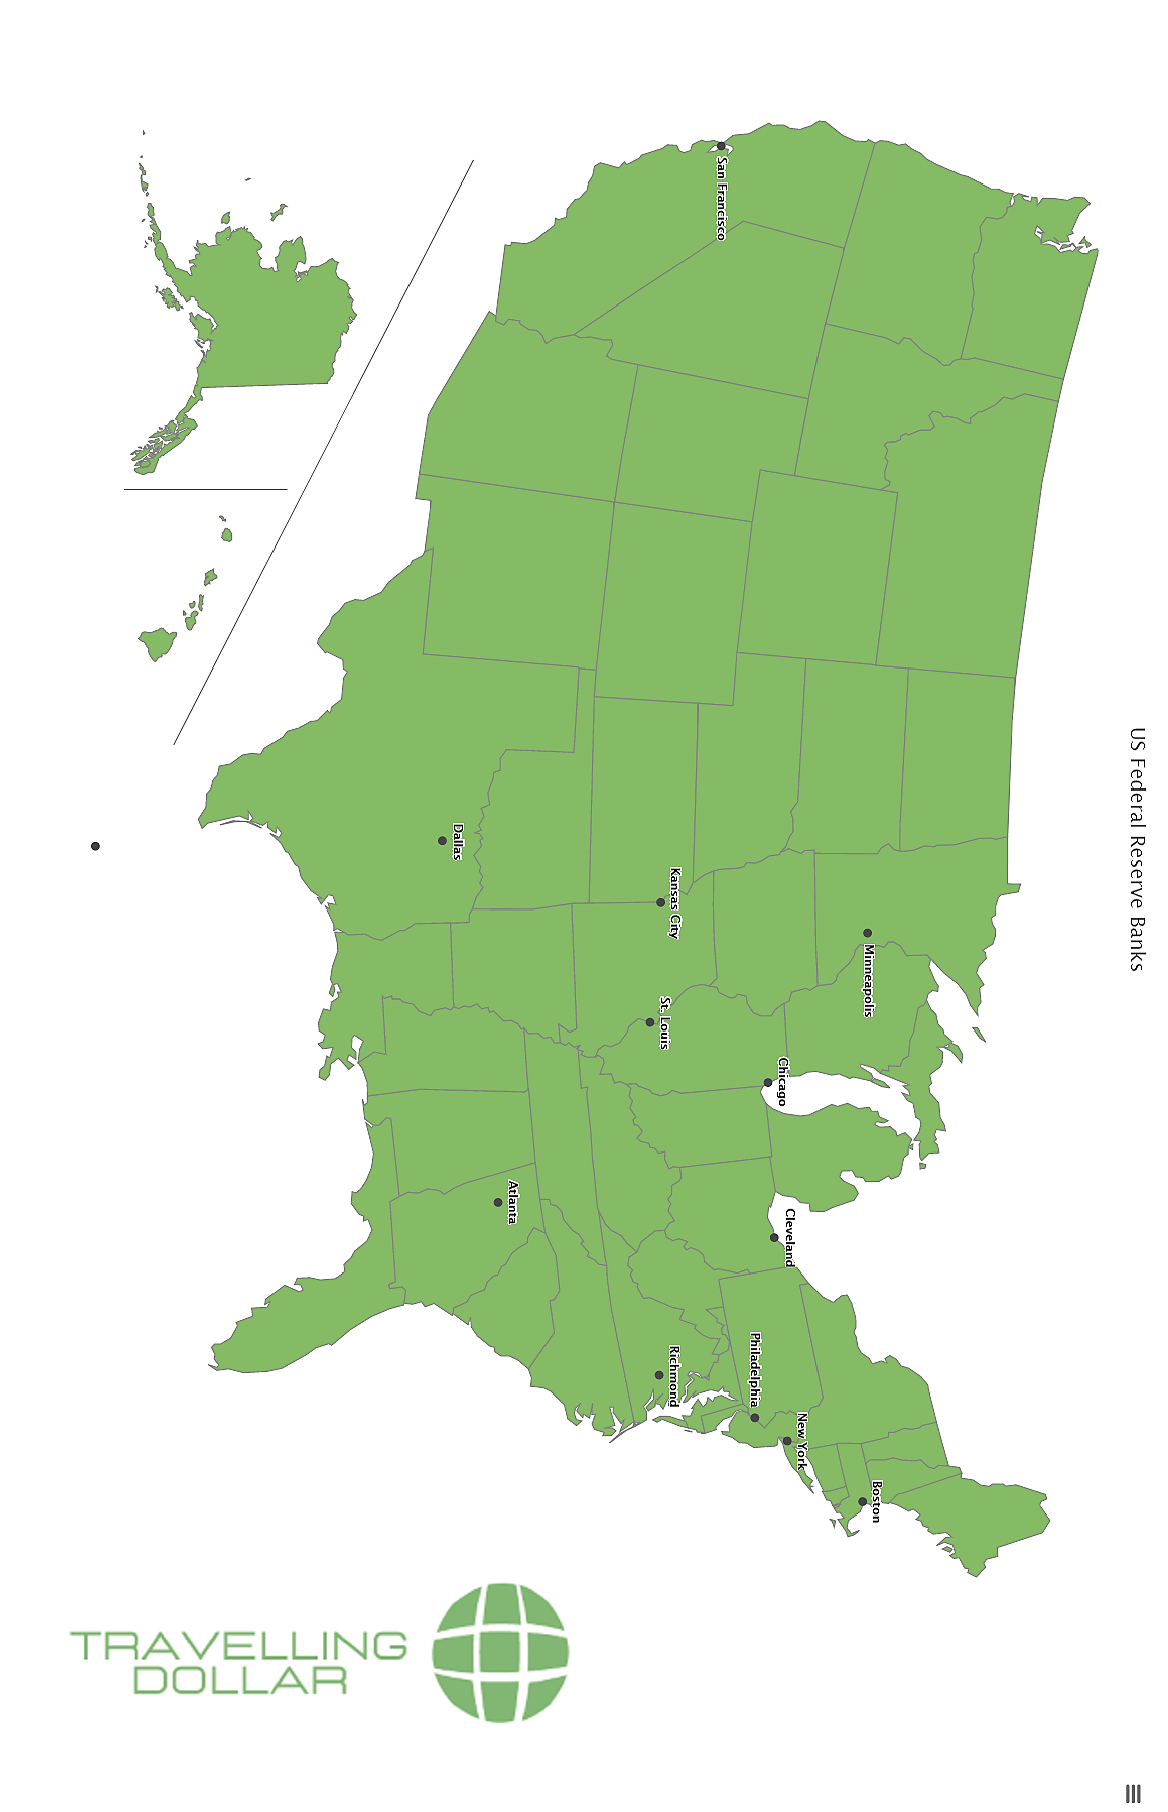 US Federal Reserve Banks
Boston
Minneapolis
New York
Cleveland
Chicago
Philadelphia
San Francisco
Kansas City
Richmond
St. Louis
Atlanta
Dallas
TRAVELLING
DOLLAR